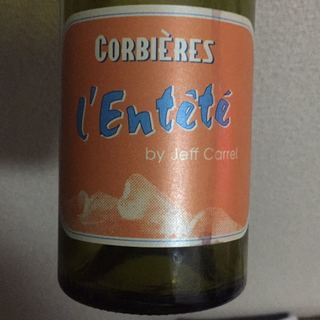 CORBIÈRES
l'Entêté
by Jeff Carrel